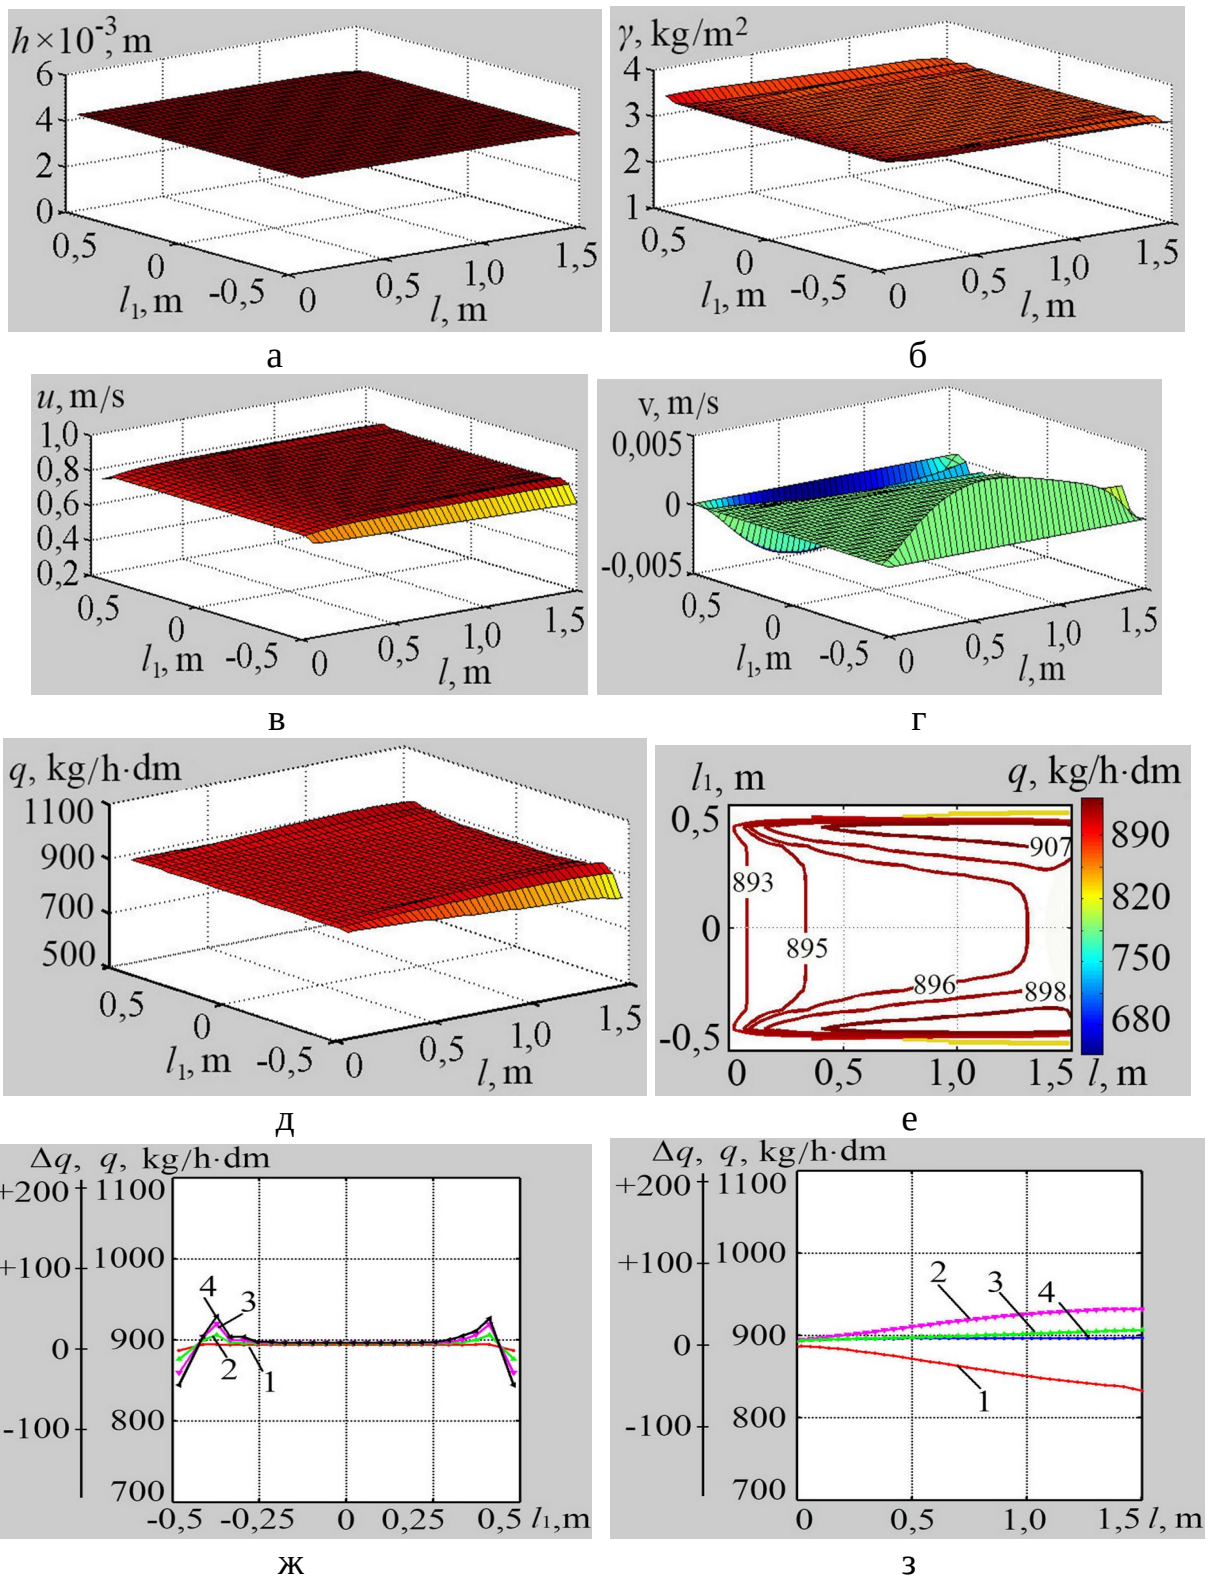 h×10⁻³, m
6
4
2
0
0,5
0
-0,5
l₁, m
0
0,5
1,0
1,5
l, m
а
γ, kg/m²
4
3
2
1
0,5
0
-0,5
l₁, m
0
0,5
1,0
1,5
l, m
б
u, m/s
1,0
0,8
0,6
0,4
0,2
0,5
0
-0,5
l₁, m
0
0,5
1,0
1,5
l, m
в
v, m/s
0,005
0
-0,005
0,5
0
-0,5
l₁, m
0
0,5
1,0
1,5
l, m
г
q, kg/h·dm
1100
900
700
500
0,5
0
-0,5
l₁, m
0
0,5
1,0
1,5
l, m
д
l₁, m
q, kg/h·dm
0,5
0
-0,5
907
893
895
896
898
890
820
750
680
0 0,5 1,0 1,5 l, m
е
Δq, q, kg/h·dm
+200 1100
+100 1000
0 900
-100 800
700
4
3
2
1
-0,5 -0,25 0 0,25 0,5 l₁, m
ж
Δq, q, kg/h·dm
+200 1100
+100 1000
0 900
-100 800
700
2
3
4
1
0 0,5 1,0 1,5 l, m
з